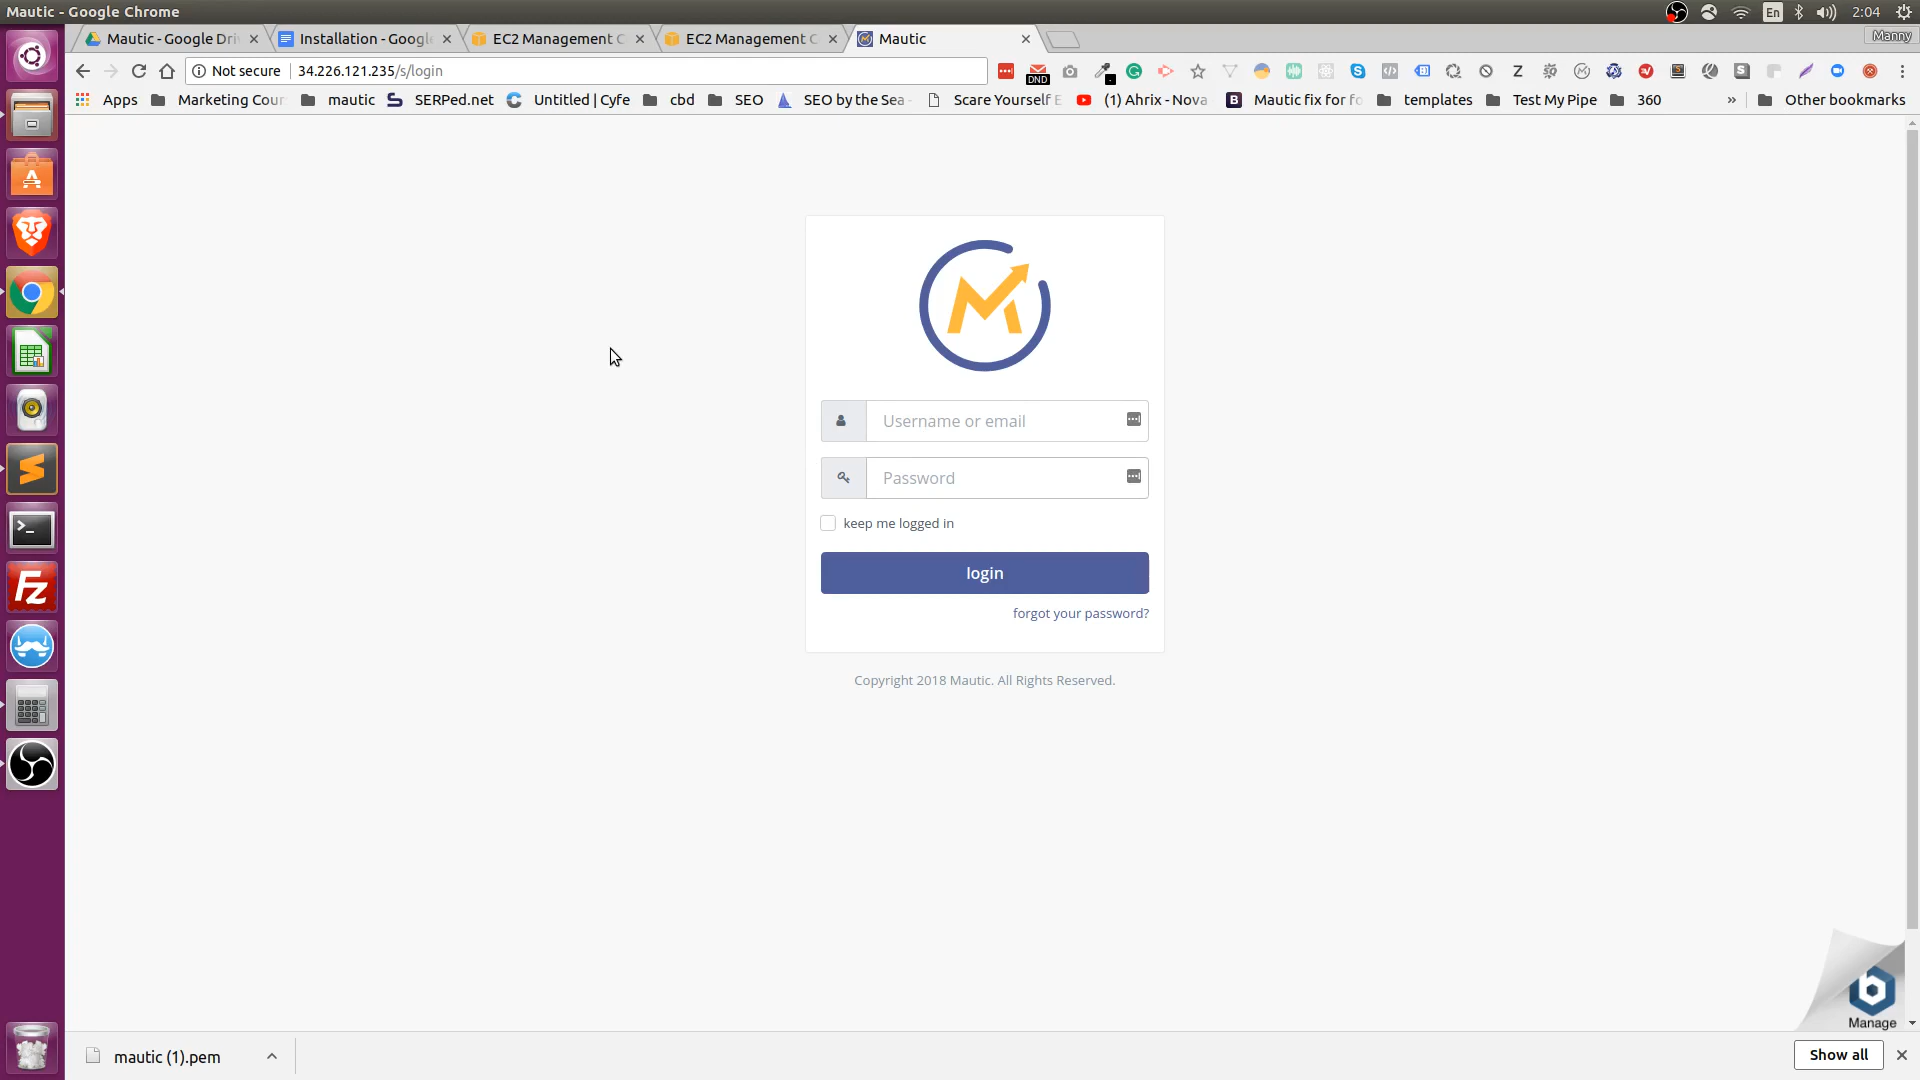 Mautic - Google Chrome
En
2:04
Mautic - Google Dri
Installation - Google
EC2 Management C
EC2 Management C
Mautic
Manny
Not secure
34.226.121.235/s/login
DND
Apps
Marketing Cour
mautic
SERPed.net
Untitled | Cyfe
cbd
SEO
SEO by the Sea
Scare Yourself E
(1) Ahrix - Nova
Mautic fix for fo
templates
Test My Pipe
360
»
Other bookmarks
Username or email
Password
keep me logged in
login
forgot your password?
Copyright 2018 Mautic. All Rights Reserved.
Manage
mautic (1).pem
Show all